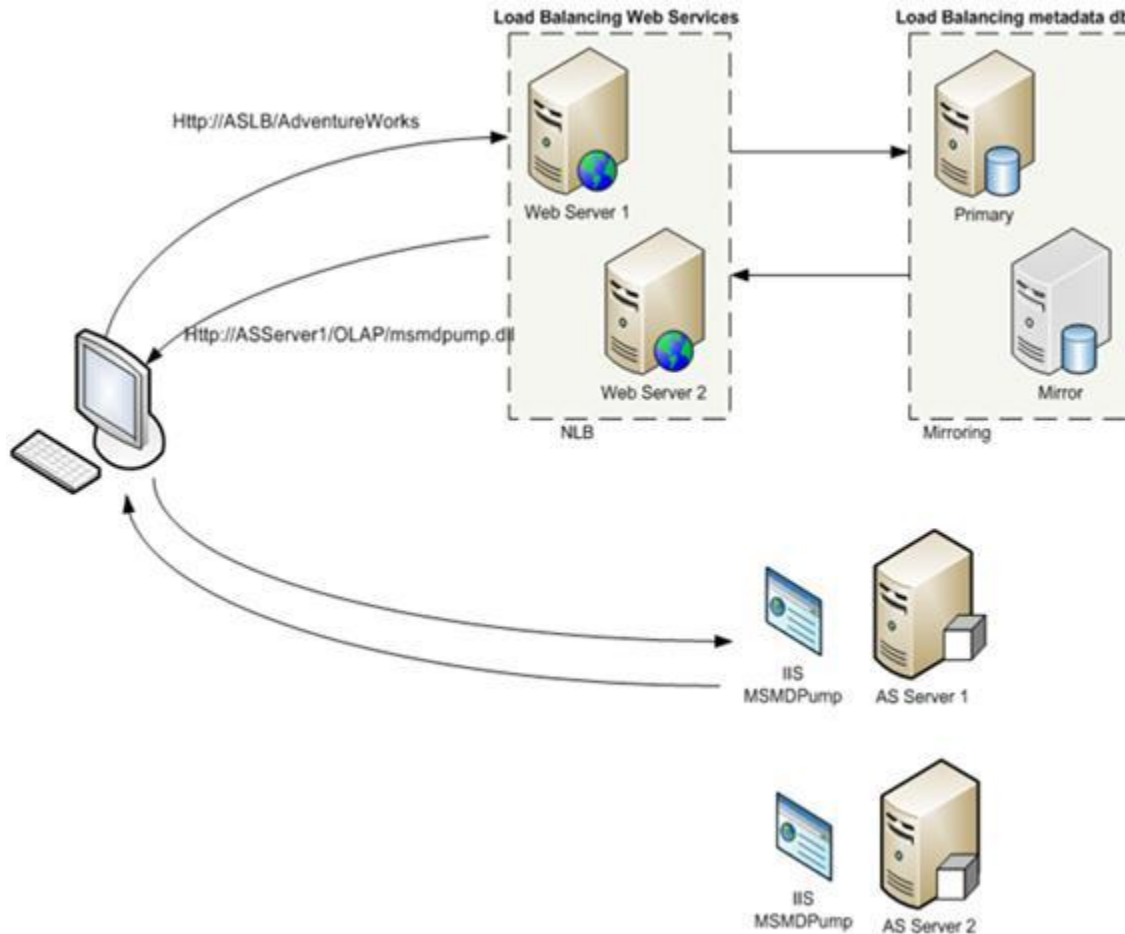 Load Balancing Web Services
Load Balancing metadata db
Http://ASLB/AdventureWorks
Web Server 1
Primary
Http://ASServer1/OLAP/msmdpump.dll
Web Server 2
Mirror
NLB
Mirroring
IIS
MSMDPump
AS Server 1
IIS
MSMDPump
AS Server 2